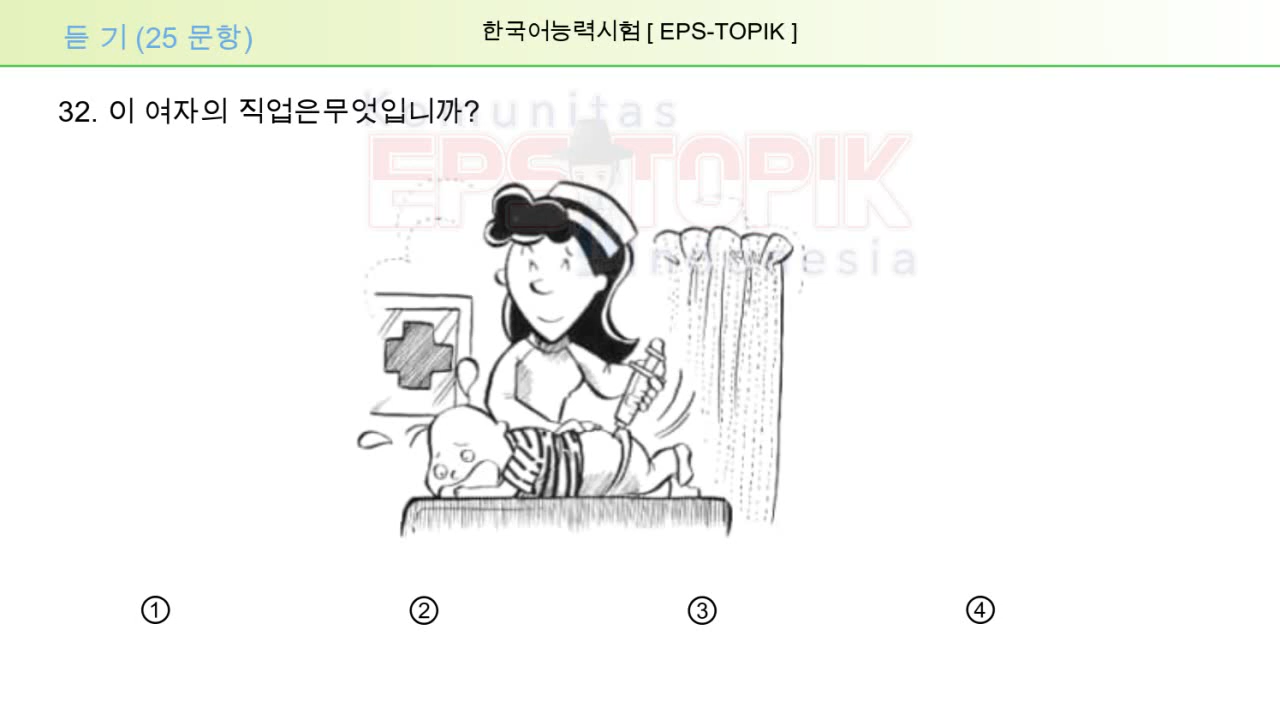 듣 기 (25 문항)
한국어능력시험 [ EPS-TOPIK ]
32. 이 여자의 직업은무엇입니까?
Komunitas
EPS TOPIK
Indonesia
① ② ③ ④